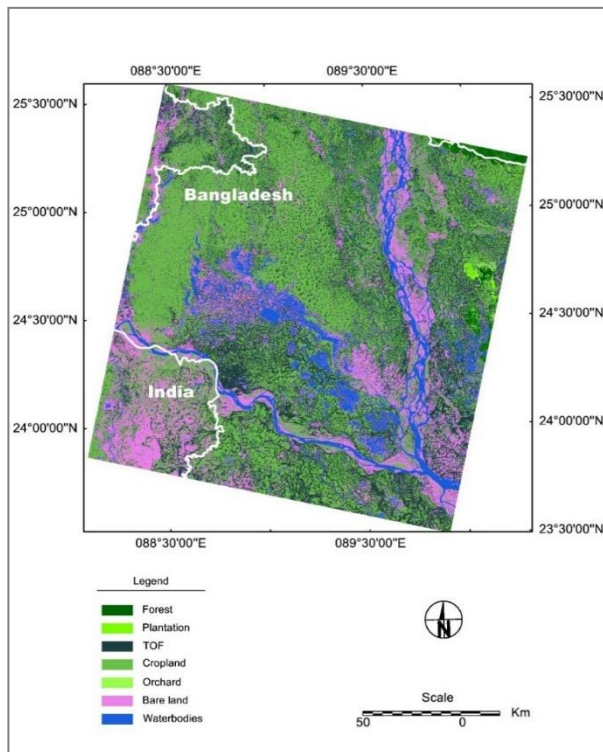 088°30'00"E 089°30'00"E
25°30'00"N 25°30'00"N
Bangladesh
25°00'00"N 25°00'00"N
24°30'00"N 24°30'00"N
India
24°00'00"N 24°00'00"N
23°30'00"N
088°30'00"E 089°30'00"E
Legend
Forest
Plantation
TOF
Cropland
Orchard
Bare land
Waterbodies
N
Scale
Km
50 0